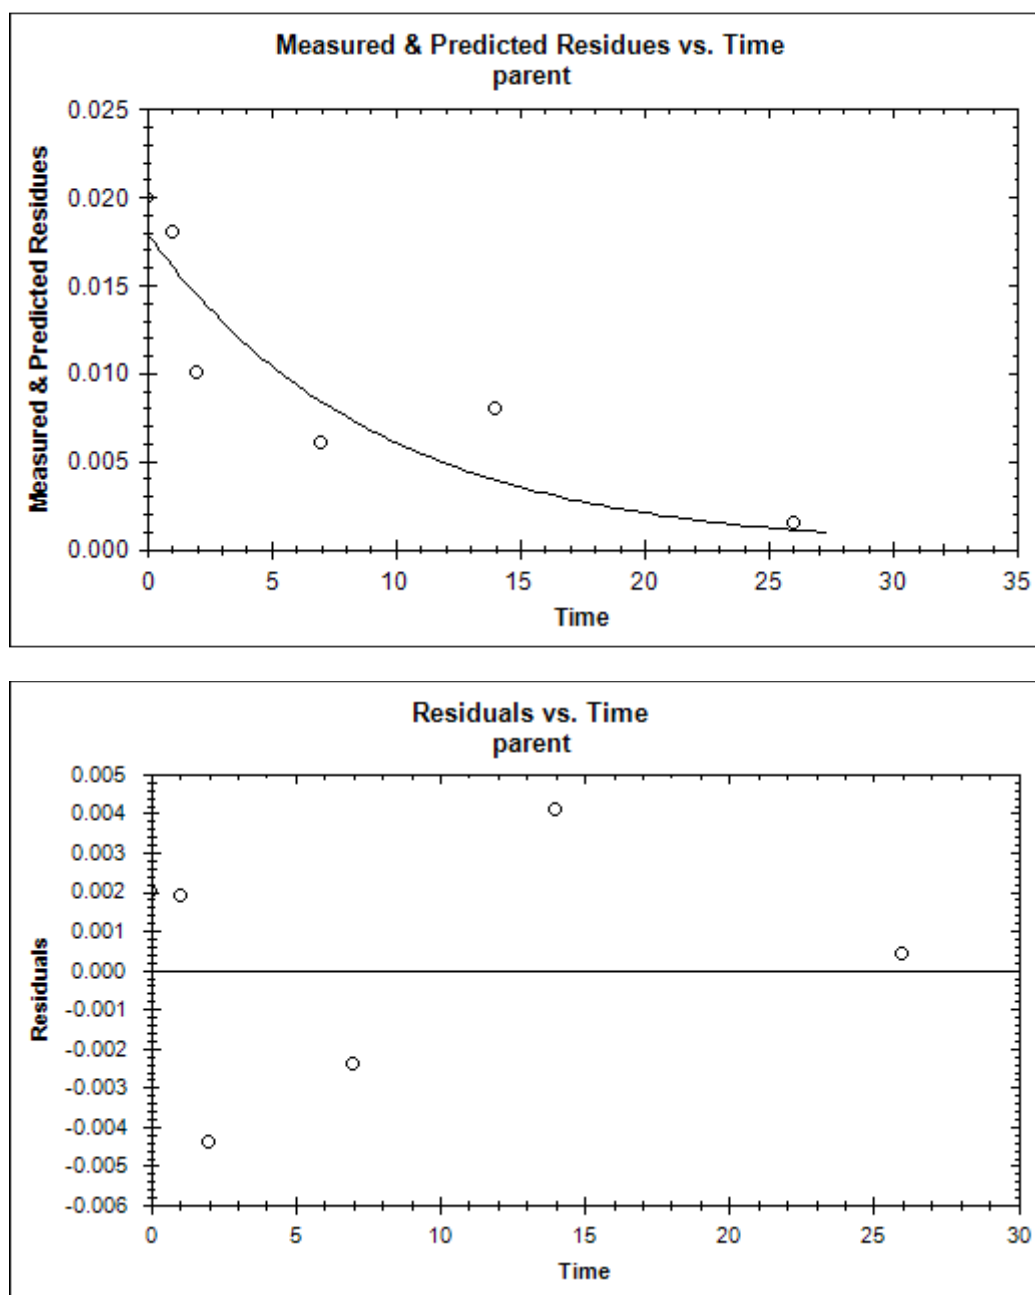 Measured & Predicted Residues vs. Time
parent
Measured & Predicted Residues
0.025
0.020
0.015
0.010
0.005
0.000
0 5 10 15 20 25 30 35
Time
Residuals vs. Time
parent
Residuals
0.005
0.004
0.003
0.002
0.001
0.000
-0.001
-0.002
-0.003
-0.004
-0.005
-0.006
0 5 10 15 20 25 30
Time